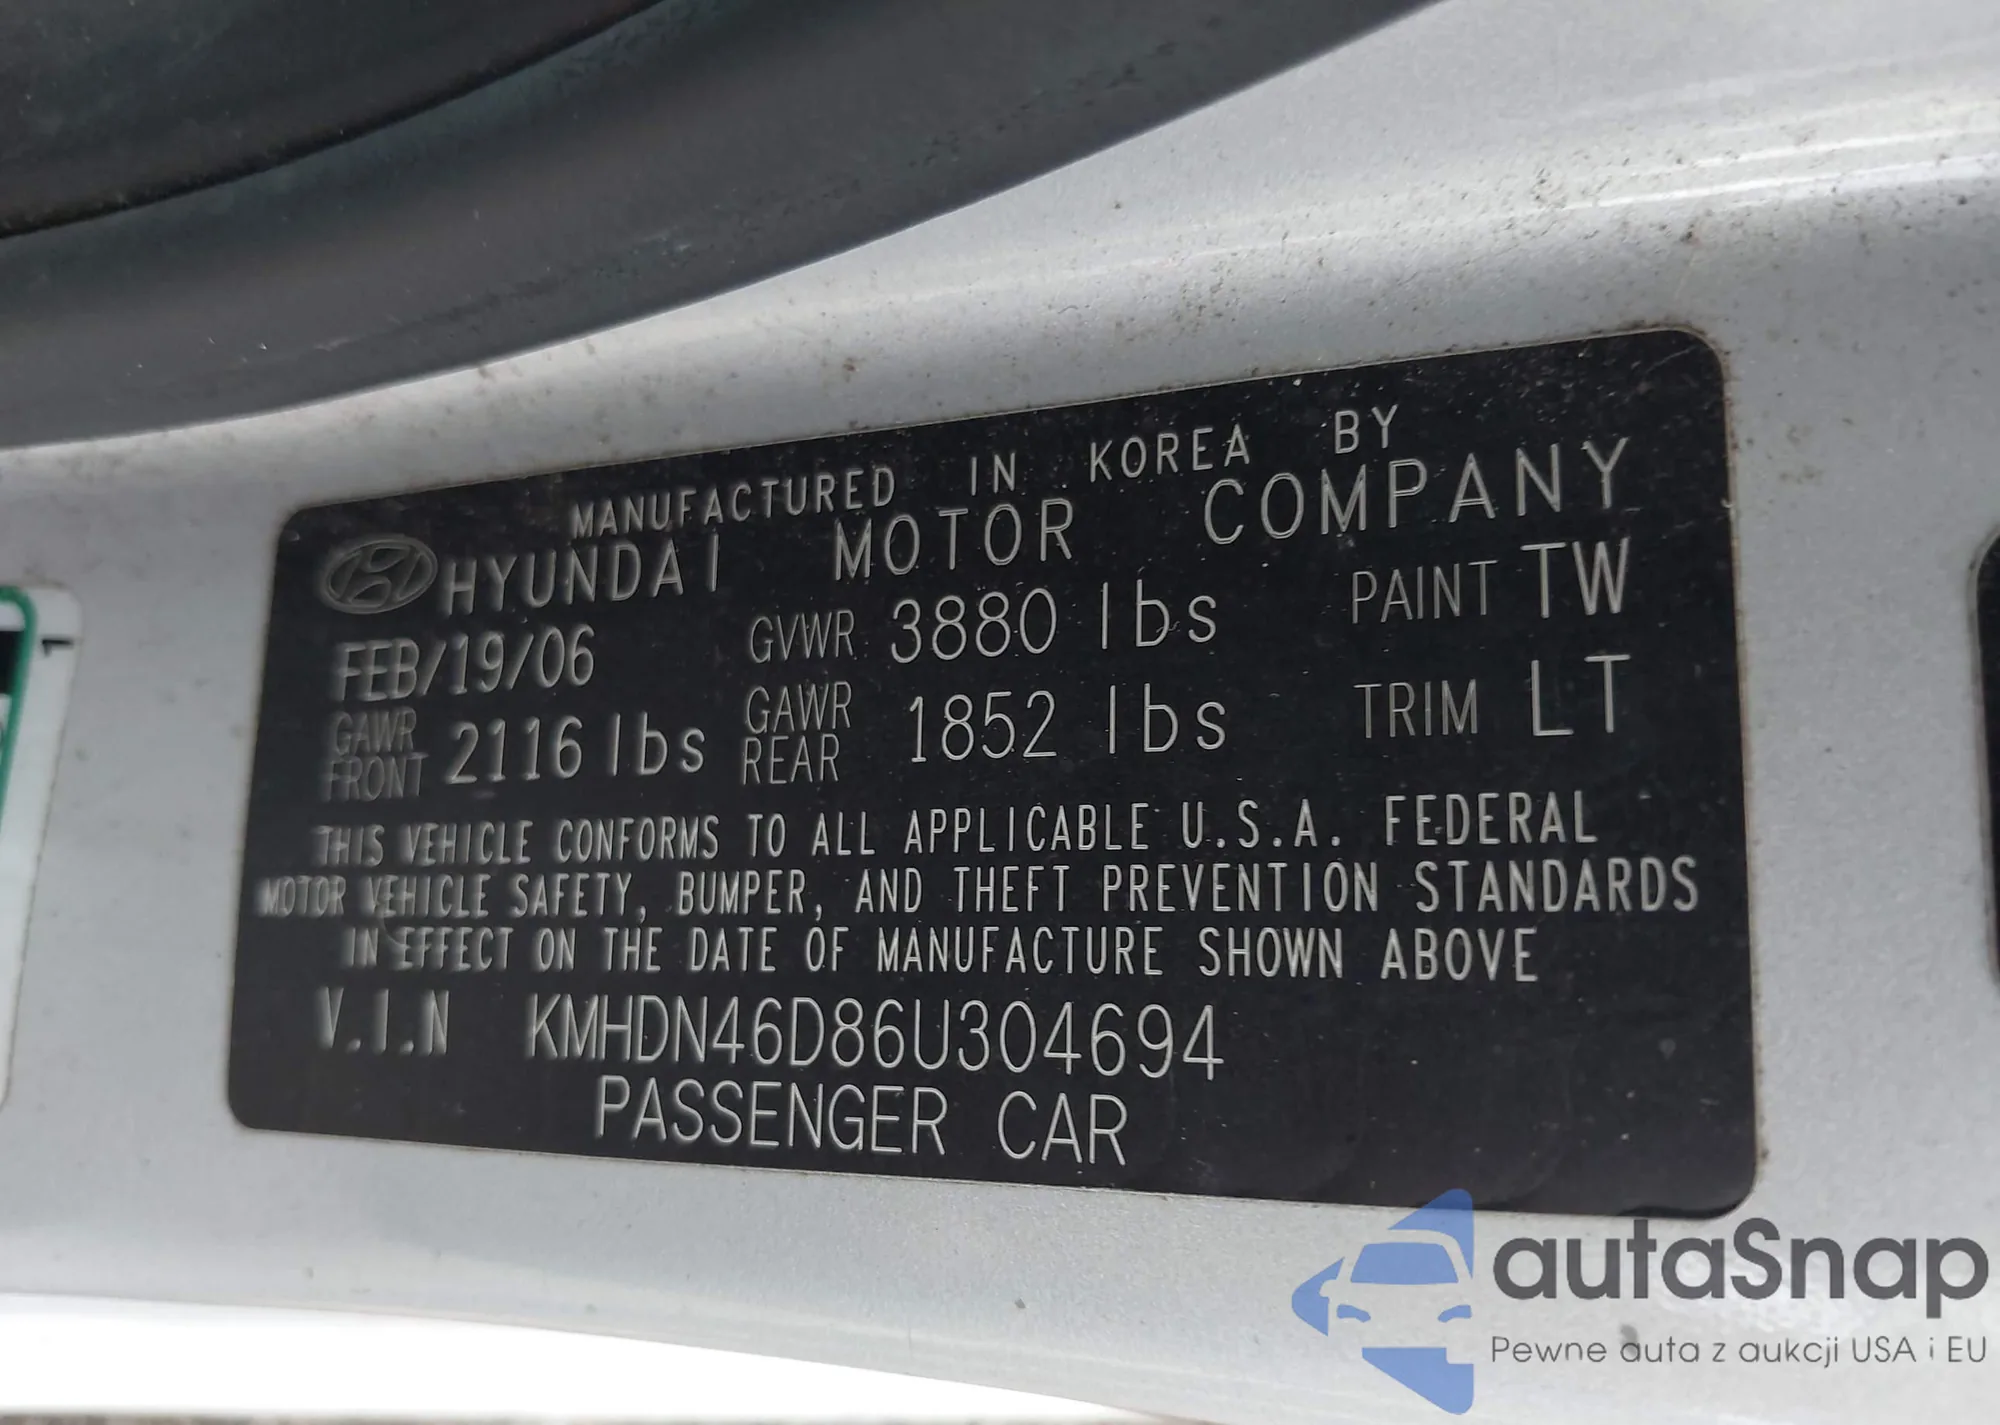 MANUFACTURED IN KOREA BY
HYUNDAI MOTOR COMPANY
FEB/19/06 GVWR 3880 lbs PAINT TW
GAWR FRONT 2116 lbs GAWR REAR 1852 lbs TRIM LT
THIS VEHICLE CONFORMS TO ALL APPLICABLE U.S.A. FEDERAL
MOTOR VEHICLE SAFETY, BUMPER, AND THEFT PREVENTION STANDARDS
IN EFFECT ON THE DATE OF MANUFACTURE SHOWN ABOVE
V.I.N KMHDN46D86U304694
PASSENGER CAR
1
autaSnap
Pewne auta z aukcji USA i EU